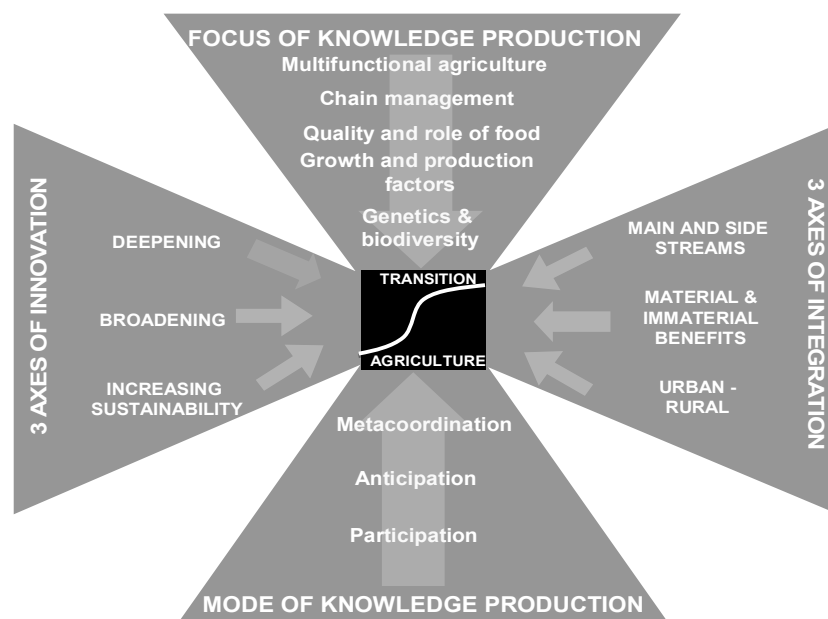 FOCUS OF KNOWLEDGE PRODUCTION
Multifunctional agriculture
Chain management
Quality and role of food
Growth and production
factors
Genetics &
biodiversity
3 AXES OF INNOVATION
DEEPENING
BROADENING
INCREASING
SUSTAINABILITY
TRANSITION
AGRICULTURE
MAIN AND SIDE
STREAMS
MATERIAL &
IMMATERIAL
BENEFITS
URBAN -
RURAL
3 AXES OF INTEGRATION
Metacoordination
Anticipation
Participation
MODE OF KNOWLEDGE PRODUCTION